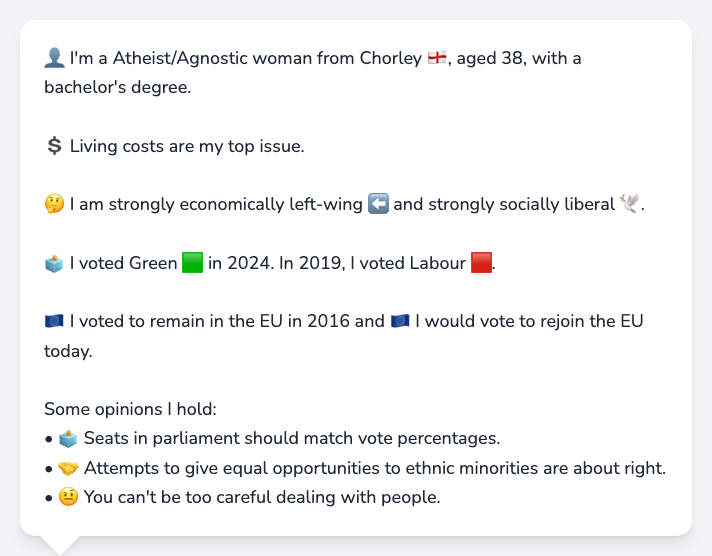 👤 I'm a Atheist/Agnostic woman from Chorley 🏴󠁧󠁢󠁥󠁮󠁧󠁿, aged 38, with a
bachelor's degree.
💲 Living costs are my top issue.
🤔 I am strongly economically left-wing ⬅️ and strongly socially liberal 🕊️.
🗳️ I voted Green 🟩 in 2024. In 2019, I voted Labour 🟥.
🇪🇺 I voted to remain in the EU in 2016 and 🇪🇺 I would vote to rejoin the EU
today.
Some opinions I hold:
• 🗳️ Seats in parliament should match vote percentages.
• 🤝 Attempts to give equal opportunities to ethnic minorities are about right.
• 🤨 You can't be too careful dealing with people.